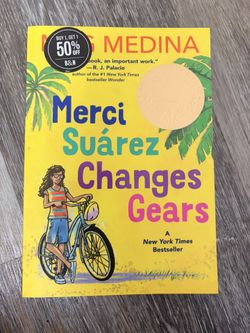 MEDINA
BUY 1, GET 1
50%
OFF
B&N
book, an important work."
—R. J. Palacio
author of the #1 New York Times
bestselling Wonder
Merci
Suárez
Changes
Gears
A
New York Times
Bestseller